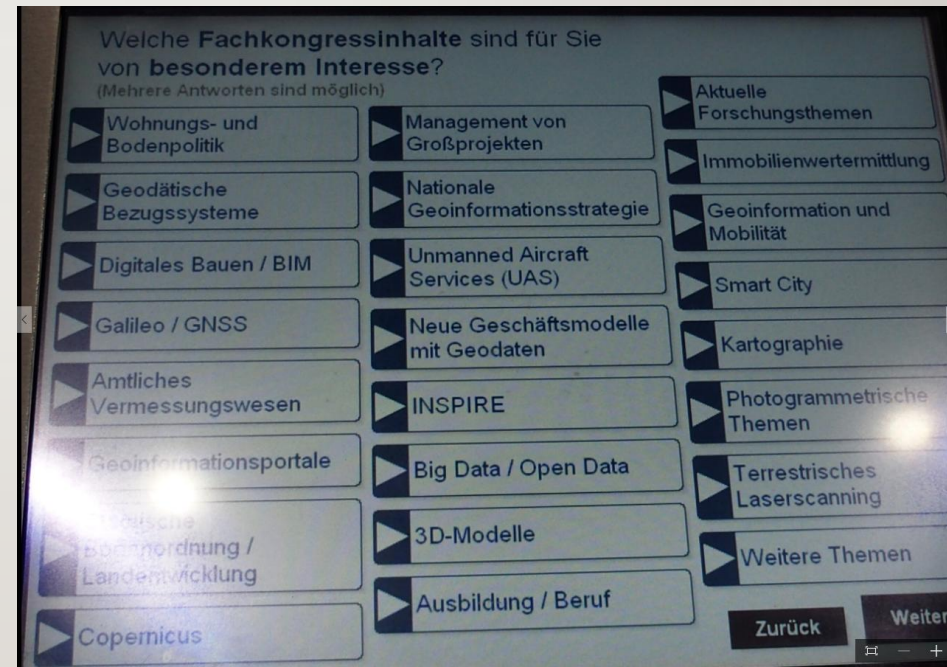 Welche Fachkongressinhalte sind für Sie
von besonderem Interesse?
(Mehrere Antworten sind möglich)
Wohnungs- und
Bodenpolitik
Geodätische
Bezugssysteme
Digitales Bauen / BIM
Galileo / GNSS
Amtliches
Vermessungswesen
Geoinformationsportale
Bodenordnung /
Landentwicklung
Copernicus
Management von
Großprojekten
Nationale
Geoinformationsstrategie
Unmanned Aircraft
Services (UAS)
Neue Geschäftsmodelle
mit Geodaten
INSPIRE
Big Data / Open Data
3D-Modelle
Ausbildung / Beruf
Aktuelle
Forschungsthemen
Immobilienwertermittlung
Geoinformation und
Mobilität
Smart City
Kartographie
Photogrammetrische
Themen
Terrestrisches
Laserscanning
Weitere Themen
Zurück
Weiter